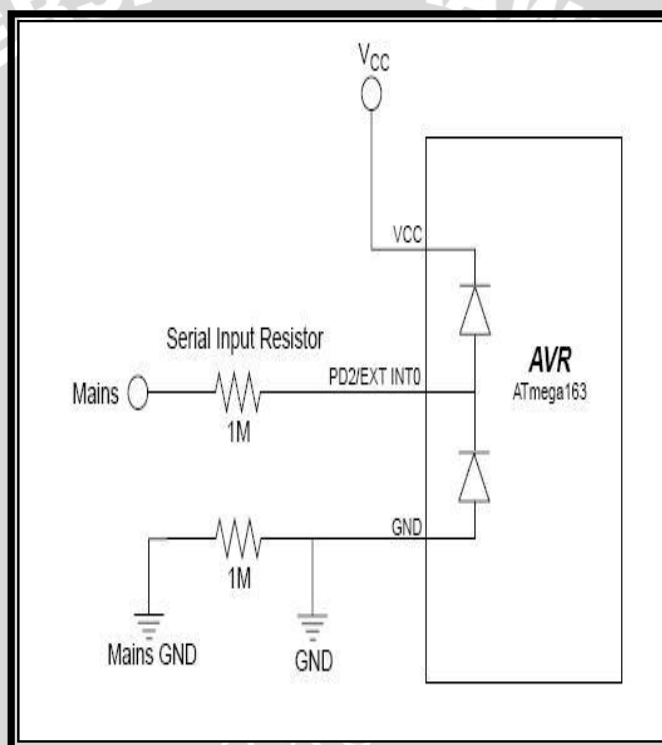 VCC
VCC
Serial Input Resistor
Mains
PD2/EXT INT0
AVR
ATmega163
1M
GND
1M
Mains GND
GND